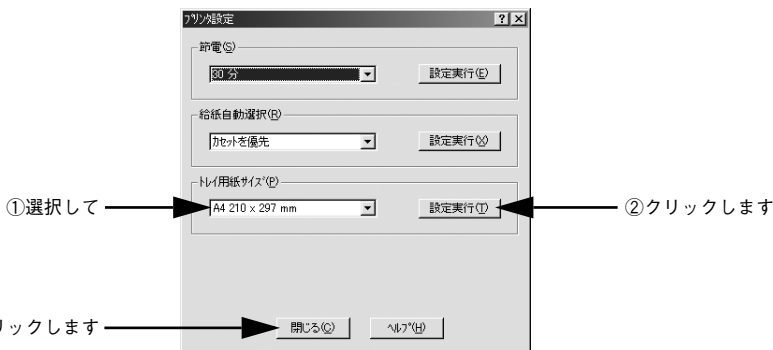 プリンタ設定
節電(S)
30 分
設定実行(E)
給紙自動選択(R)
カセットを優先
設定実行(X)
トレイ用紙サイズ(P)
①選択して
A4 210 x 297 mm
設定実行(T)
②クリックします
リックします
閉じる(C)
ヘルプ(H)